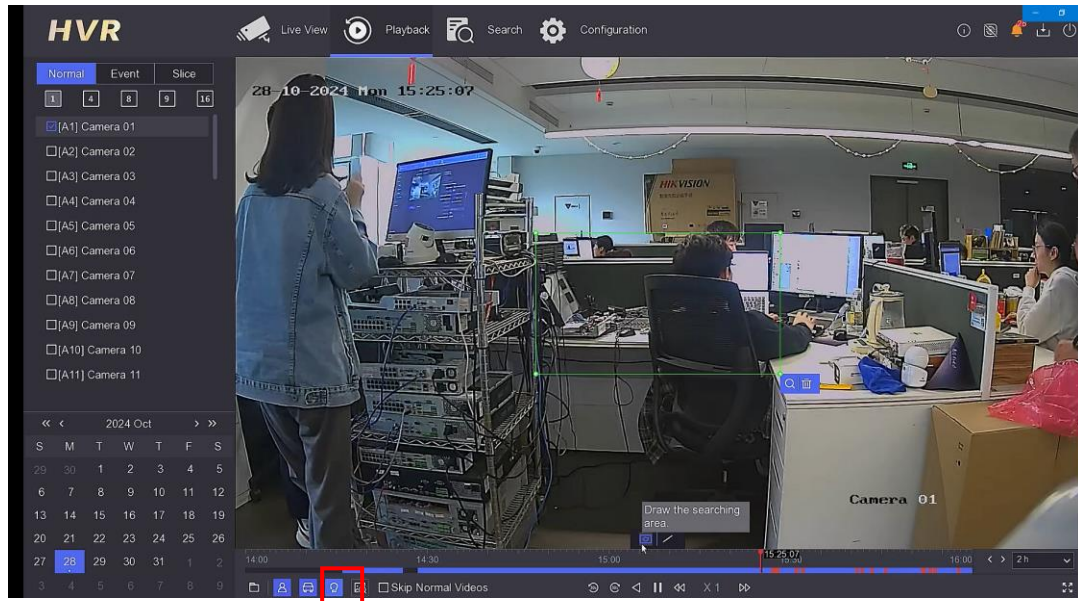 HVR
Live View
Playback
Search
Configuration
Normal Event Slice
1 4 8 9 16
[A1] Camera 01
[A2] Camera 02
[A3] Camera 03
[A4] Camera 04
[A5] Camera 05
[A6] Camera 06
[A7] Camera 07
[A8] Camera 08
[A9] Camera 09
[A10] Camera 10
[A11] Camera 11
2024 Oct
S M T W T F S
29 30 1 2 3 4 5
6 7 8 9 10 11 12
13 14 15 16 17 18 19
20 21 22 23 24 25 26
27 28 29 30 31 1 2
3 4 5 6 7 8 9
28-10-2024 Mon 15:25:07
HIKVISION
Camera 01
Draw the searching
area.
14:00 14:30 15:00 15:25:07 15:30 16:00 2 h
Skip Normal Videos
X 1